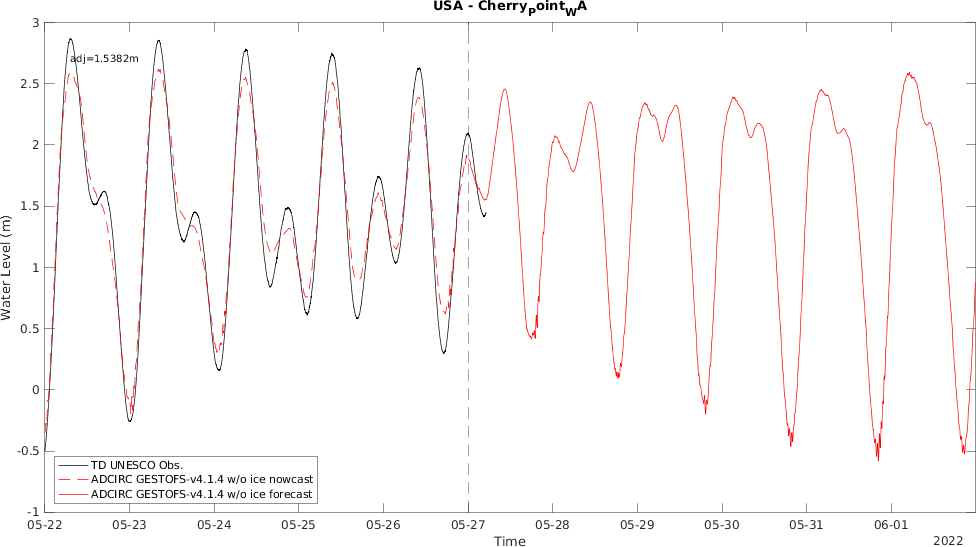 USA - CherryPointWA
3
2.5
2
1.5
1
0.5
0
-0.5
-1
Water Level (m)
adj=1.5382m
TD UNESCO Obs.
ADCIRC GESTOFS-v4.1.4 w/o ice nowcast
ADCIRC GESTOFS-v4.1.4 w/o ice forecast
05-22 05-23 05-24 05-25 05-26 05-27 05-28 05-29 05-30 05-31 06-01
Time
2022